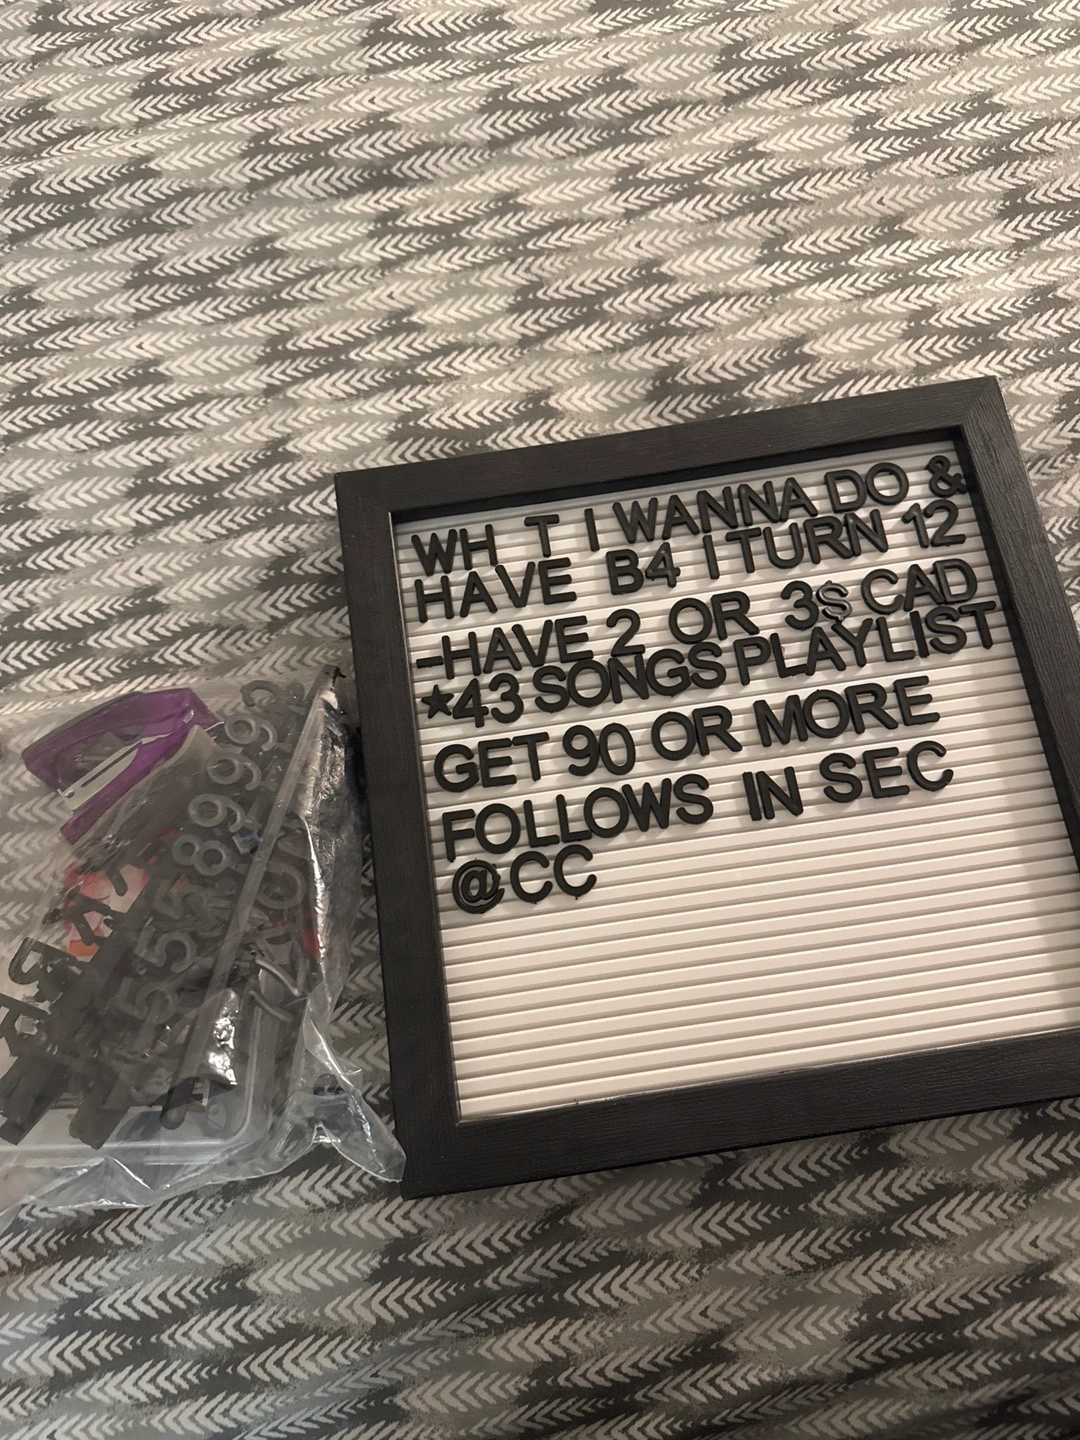 WH T I WANNA DO &
HAVE B4 I TURN 12
-HAVE 2 OR 3$ CAD
*43 SONGS PLAYLIST
GET 90 OR MORE
FOLLOWS IN SEC
@CC